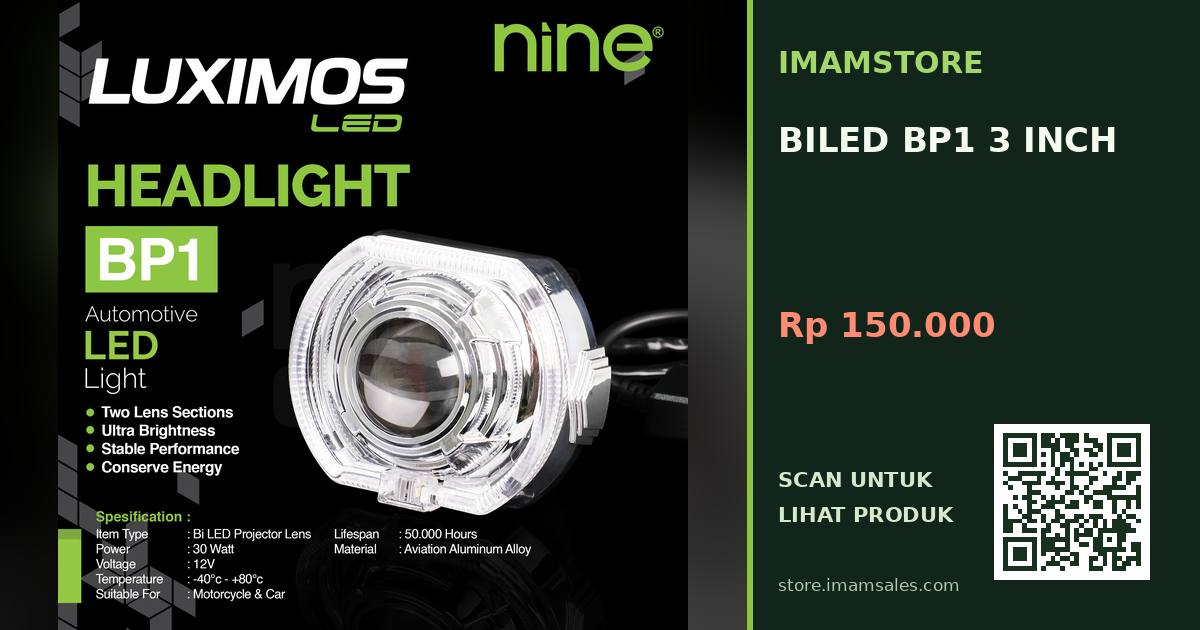 nine®
LUXIMOS
LED
HEADLIGHT
BP1
Automotive
LED
Light
• Two Lens Sections
• Ultra Brightness
• Stable Performance
• Conserve Energy
Spesification :
Item Type : Bi LED Projector Lens
Power : 30 Watt
Voltage : 12V
Temperature : -40°c - +80°c
Suitable For : Motorcycle & Car
Lifespan : 50.000 Hours
Material : Aviation Aluminum Alloy
IMAMSTORE
BILED BP1 3 INCH
Rp 150.000
SCAN UNTUK
LIHAT PRODUK
store.imamsales.com